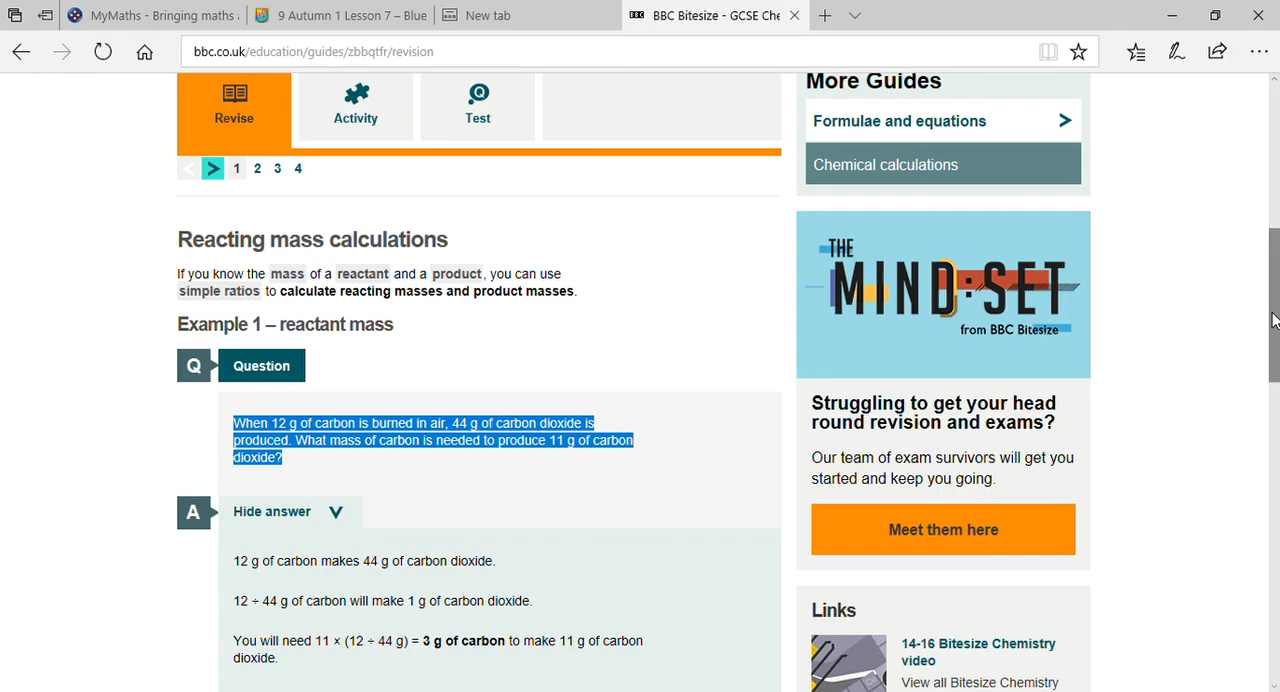 MyMaths - Bringing maths a
9 Autumn 1 Lesson 7 – Blue
New tab
BBC Bitesize - GCSE Che
bbc.co.uk/education/guides/zbbqtfr/revision
Revise
Activity
Q
Test
< > 1 2 3 4
Reacting mass calculations
If you know the mass of a reactant and a product, you can use
simple ratios to calculate reacting masses and product masses.
Example 1 – reactant mass
Q Question
When 12 g of carbon is burned in air, 44 g of carbon dioxide is
produced. What mass of carbon is needed to produce 11 g of carbon
dioxide?
A Hide answer
12 g of carbon makes 44 g of carbon dioxide.
12 ÷ 44 g of carbon will make 1 g of carbon dioxide.
You will need 11 × (12 ÷ 44 g) = 3 g of carbon to make 11 g of carbon
dioxide.
More Guides
Formulae and equations >
Chemical calculations
THE
MIND:SET
from BBC Bitesize
Struggling to get your head
round revision and exams?
Our team of exam survivors will get you
started and keep you going.
Meet them here
Links
14-16 Bitesize Chemistry
video
View all Bitesize Chemistry